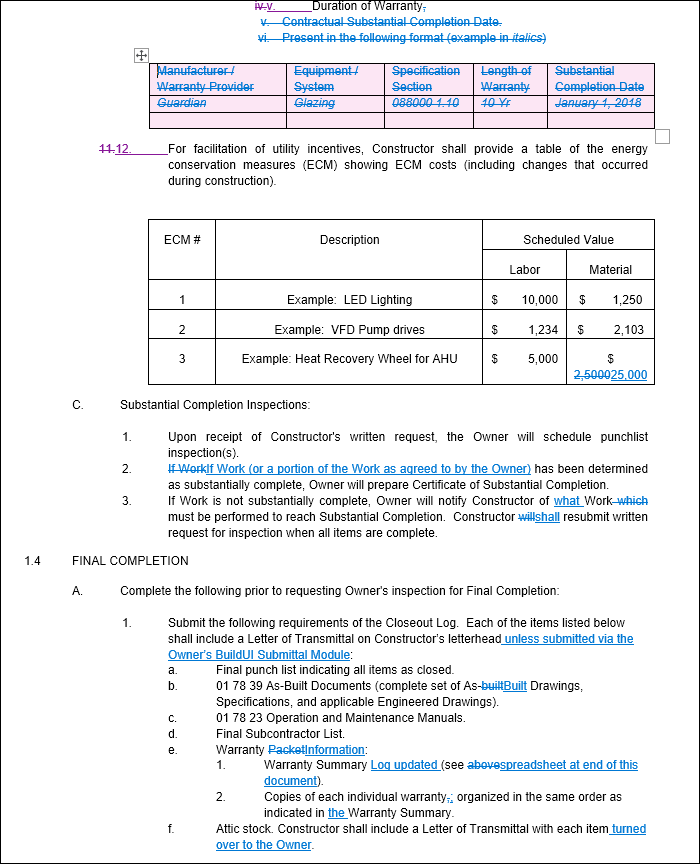 iv.v. Duration of Warranty,
v. Contractual Substantial Completion Date.
vi. Present in the following format (example in italics)
Manufacturer / Equipment / Specification Length of Substantial
Warranty Provider System Section Warranty Completion Date
Guardian Glazing 088000-1.10 10 Yr January 1, 2018
11.12. For facilitation of utility incentives, Constructor shall provide a table of the energy
conservation measures (ECM) showing ECM costs (including changes that occurred
during construction).
ECM # Description Scheduled Value
Labor Material
1 Example: LED Lighting $ 10,000 $ 1,250
2 Example: VFD Pump drives $ 1,234 $ 2,103
3 Example: Heat Recovery Wheel for AHU $ 5,000 $
2,500025,000
C. Substantial Completion Inspections:
1. Upon receipt of Constructor's written request, the Owner will schedule punchlist
inspection(s).
2. If WorkIf Work (or a portion of the Work as agreed to by the Owner) has been determined
as substantially complete, Owner will prepare Certificate of Substantial Completion.
3. If Work is not substantially complete, Owner will notify Constructor of what Work which
must be performed to reach Substantial Completion. Constructor willshall resubmit written
request for inspection when all items are complete.
1.4 FINAL COMPLETION
A. Complete the following prior to requesting Owner's inspection for Final Completion:
1. Submit the following requirements of the Closeout Log. Each of the items listed below
shall include a Letter of Transmittal on Constructor's letterhead unless submitted via the
Owner's BuildUI Submittal Module:
a. Final punch list indicating all items as closed.
b. 01 78 39 As-Built Documents (complete set of As-builtBuilt Drawings,
Specifications, and applicable Engineered Drawings).
c. 01 78 23 Operation and Maintenance Manuals.
d. Final Subcontractor List.
e. Warranty PacketInformation:
1. Warranty Summary Log updated (see abovespreadsheet at end of this
document).
2. Copies of each individual warranty,; organized in the same order as
indicated in the Warranty Summary.
f. Attic stock. Constructor shall include a Letter of Transmittal with each item turned
over to the Owner.